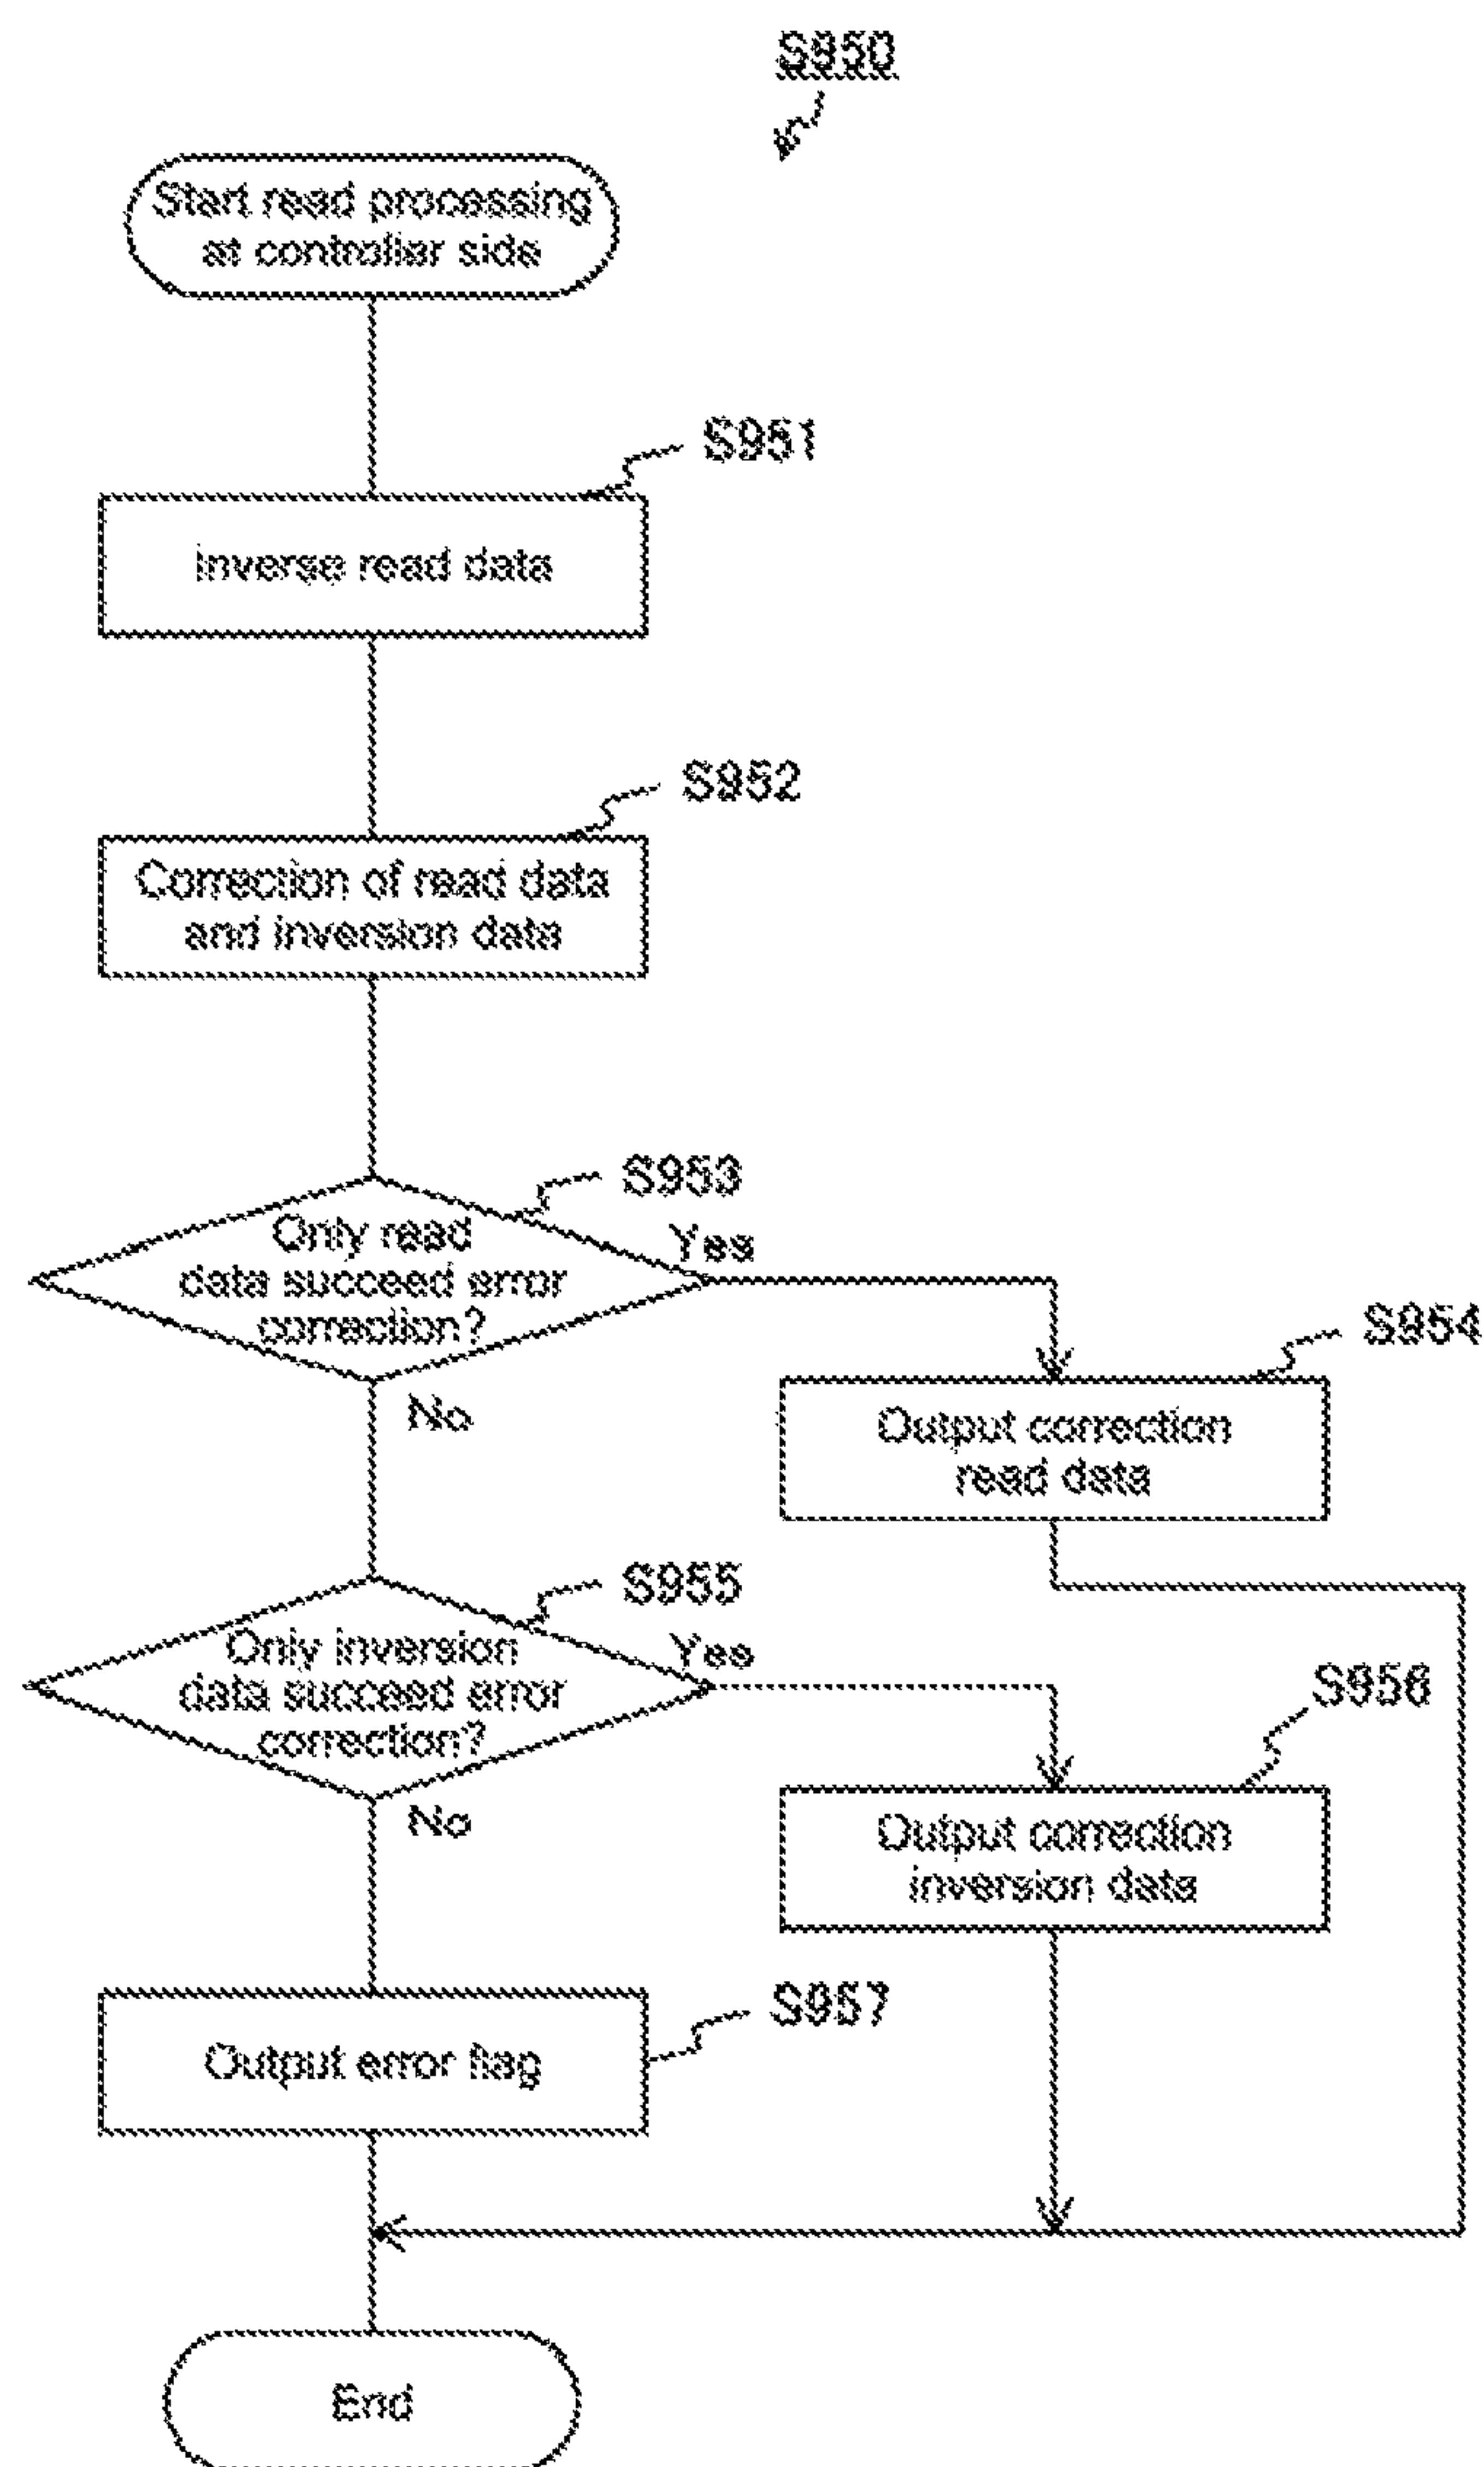 S950
Start read processing
at controller side
S951
Inverse read data
S952
Correction of read data
and inversion data
S953
Only read
data succeed error
correction?
Yes
No
S954
Output correction
read data
S955
Only inversion
data succeed error
correction?
Yes
No
S956
Output correction
inversion data
S957
Output error flag
End